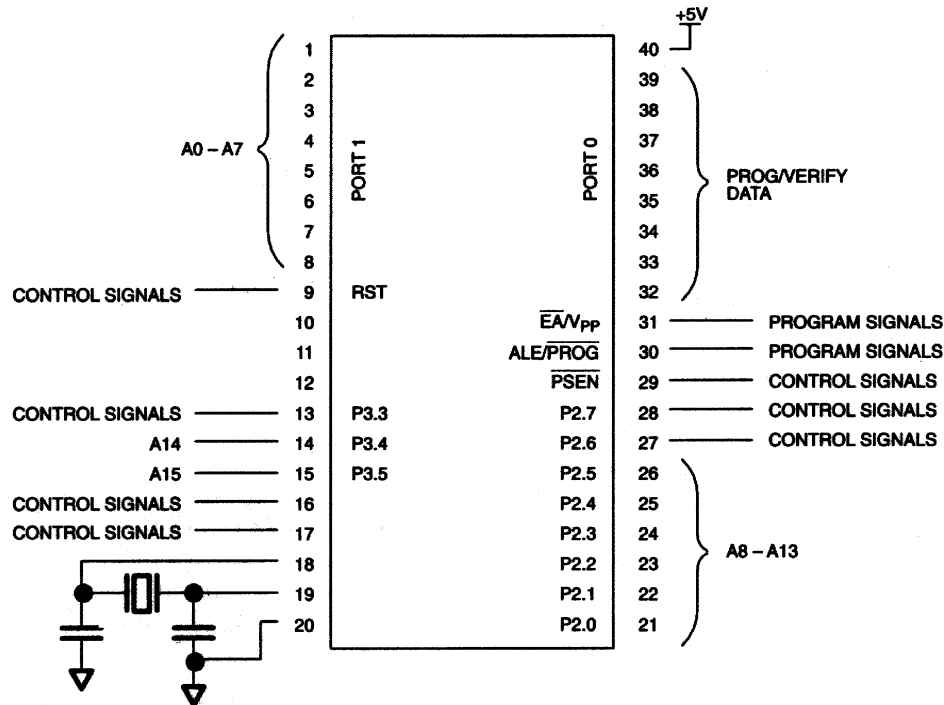 +5V
1 40
2 39
3 38
4 37
A0 – A7
5 36
PORT 1
PORT 0
PROG/VERIFY
DATA
6 35
7 34
8 33
CONTROL SIGNALS 9 RST 32
10 EA/VPP 31 PROGRAM SIGNALS
11 ALE/PROG 30 PROGRAM SIGNALS
12 PSEN 29 CONTROL SIGNALS
CONTROL SIGNALS 13 P3.3 P2.7 28 CONTROL SIGNALS
A14 14 P3.4 P2.6 27 CONTROL SIGNALS
A15 15 P3.5 P2.5 26
CONTROL SIGNALS 16 P2.4 25
CONTROL SIGNALS 17 P2.3 24
A8 – A13
18 P2.2 23
19 P2.1 22
20 P2.0 21